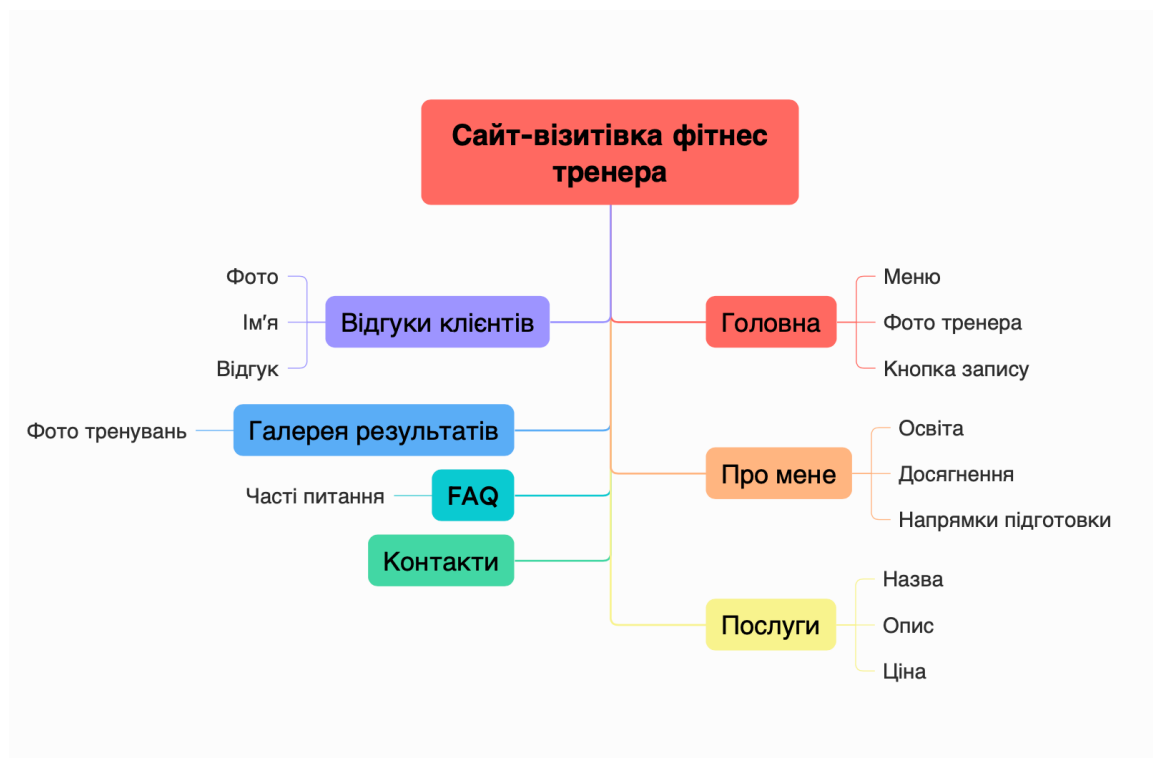 Сайт-візитівка фітнес
тренера
Фото
Ім'я
Відгук
Відгуки клієнтів
Фото тренувань
Галерея результатів
Часті питання
FAQ
Контакти
Головна
Меню
Фото тренера
Кнопка запису
Про мене
Освіта
Досягнення
Напрямки підготовки
Послуги
Назва
Опис
Ціна